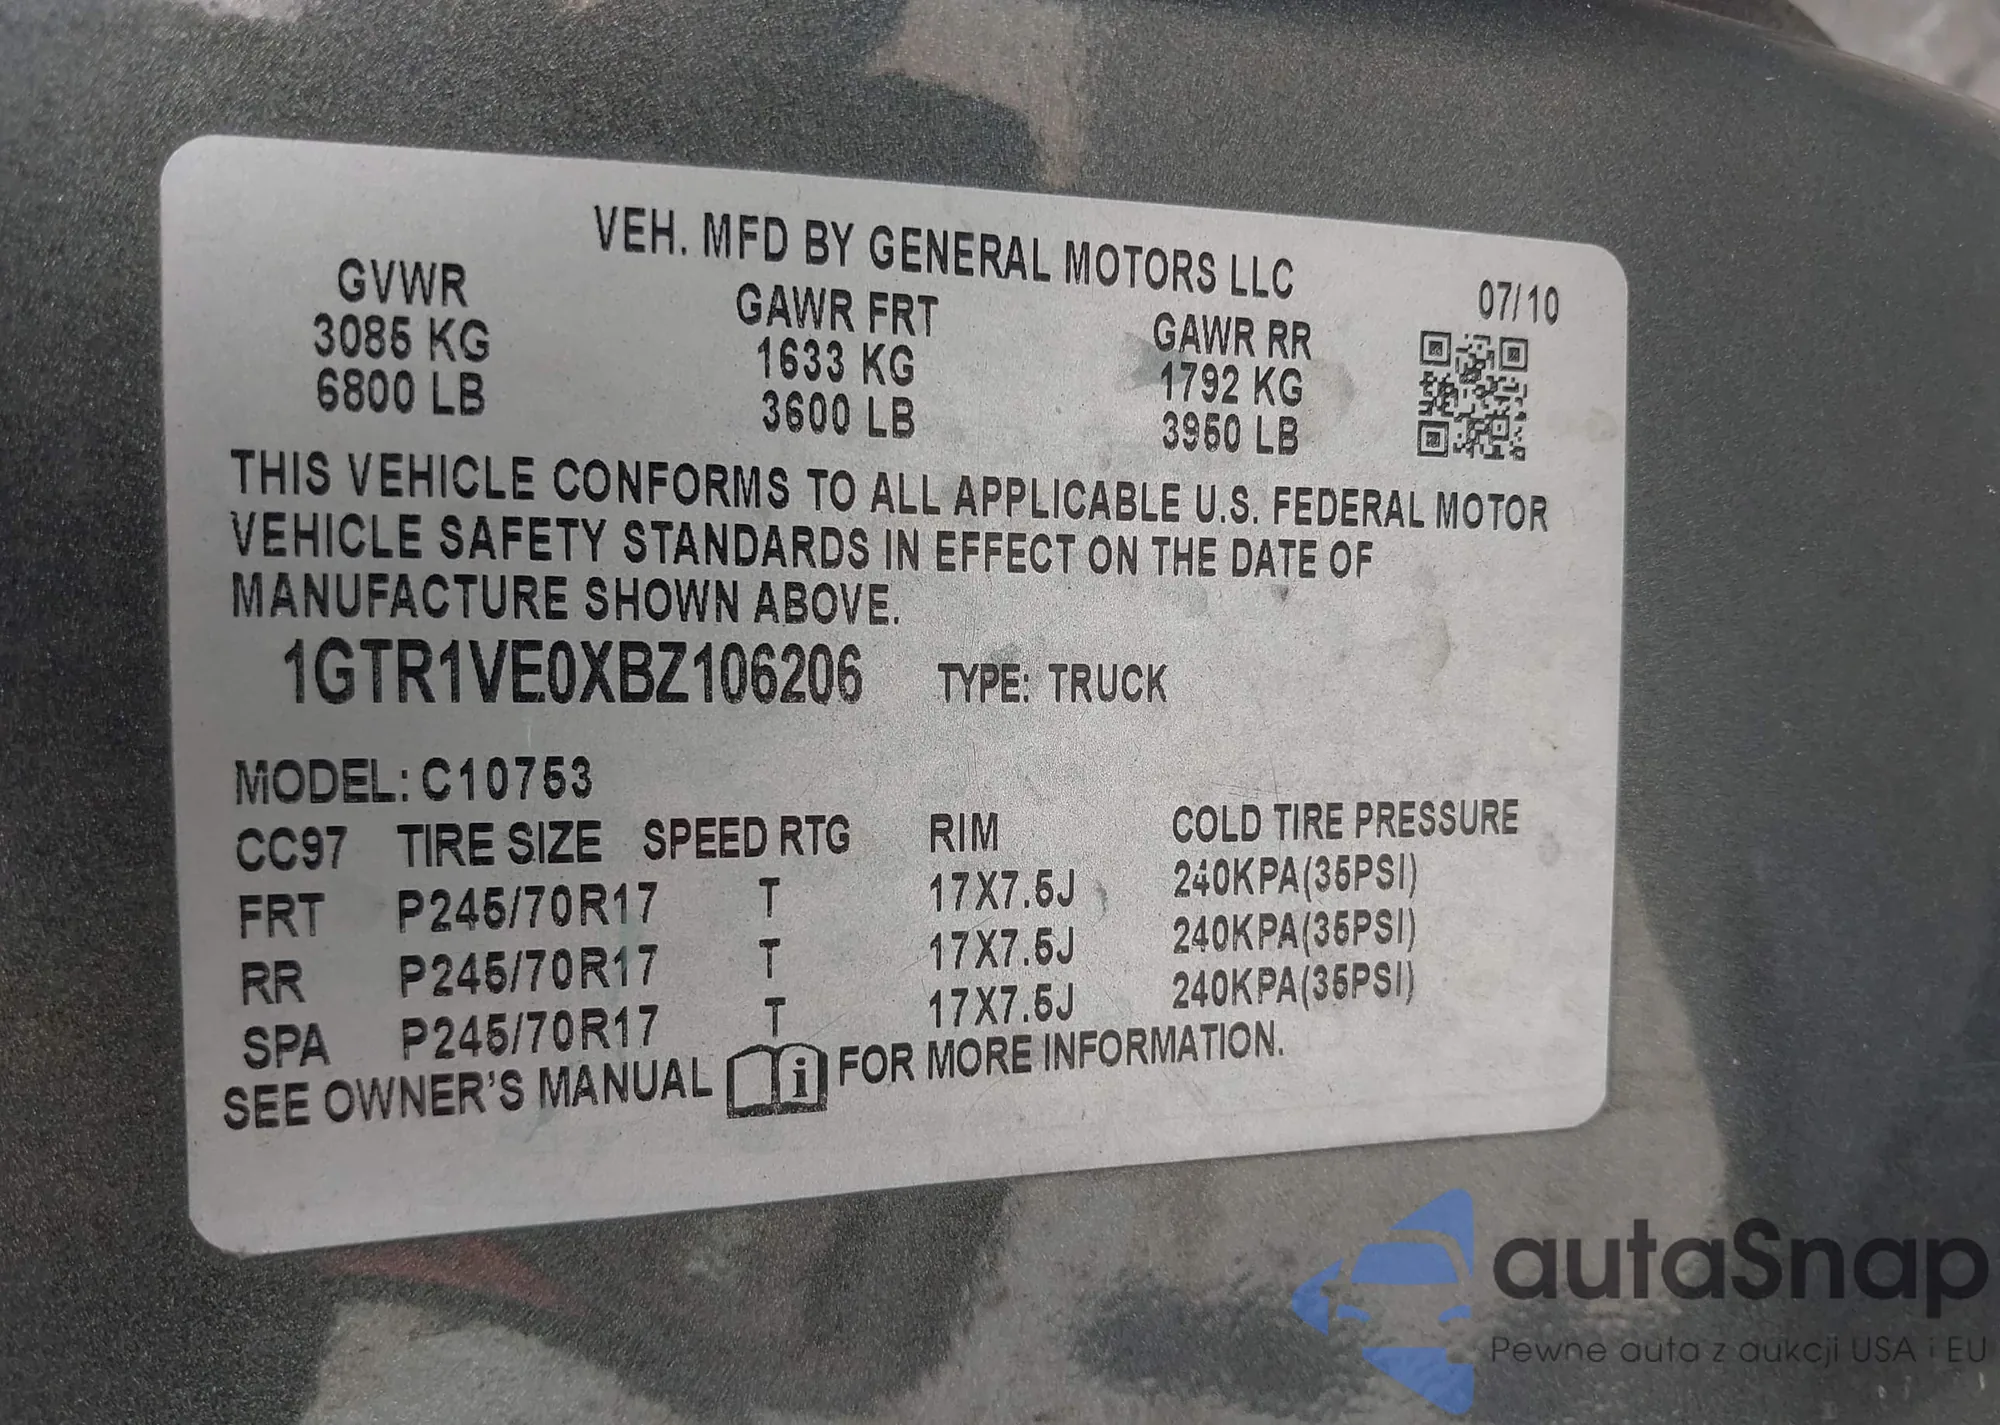 VEH. MFD BY GENERAL MOTORS LLC
07/10
GVWR GAWR FRT GAWR RR
3085 KG 1633 KG 1792 KG
6800 LB 3600 LB 3950 LB
THIS VEHICLE CONFORMS TO ALL APPLICABLE U.S. FEDERAL MOTOR
VEHICLE SAFETY STANDARDS IN EFFECT ON THE DATE OF
MANUFACTURE SHOWN ABOVE.
1GTR1VE0XBZ106206 TYPE: TRUCK
MODEL: C10753
CC97 TIRE SIZE SPEED RTG RIM COLD TIRE PRESSURE
FRT P245/70R17 T 17X7.5J 240KPA(35PSI)
RR P245/70R17 T 17X7.5J 240KPA(35PSI)
SPA P245/70R17 T 17X7.5J 240KPA(35PSI)
SEE OWNER'S MANUAL i FOR MORE INFORMATION.
autaSnap
Pewne auta z aukcji USA i EU